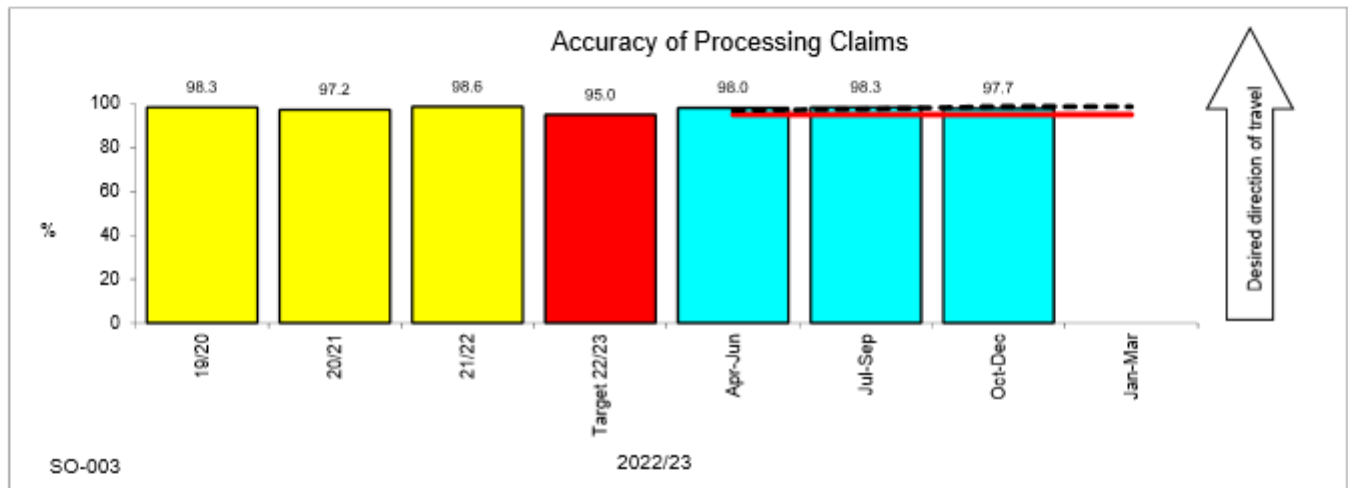 Accuracy of Processing Claims
98.3
97.2
98.6
95.0
98.0
98.3
97.7
100
80
60
40
20
0
%
19/20
20/21
21/22
Target 22/23
Apr-Jun
Jul-Sep
Oct-Dec
Jan-Mar
Desired direction of travel
SO-003
2022/23